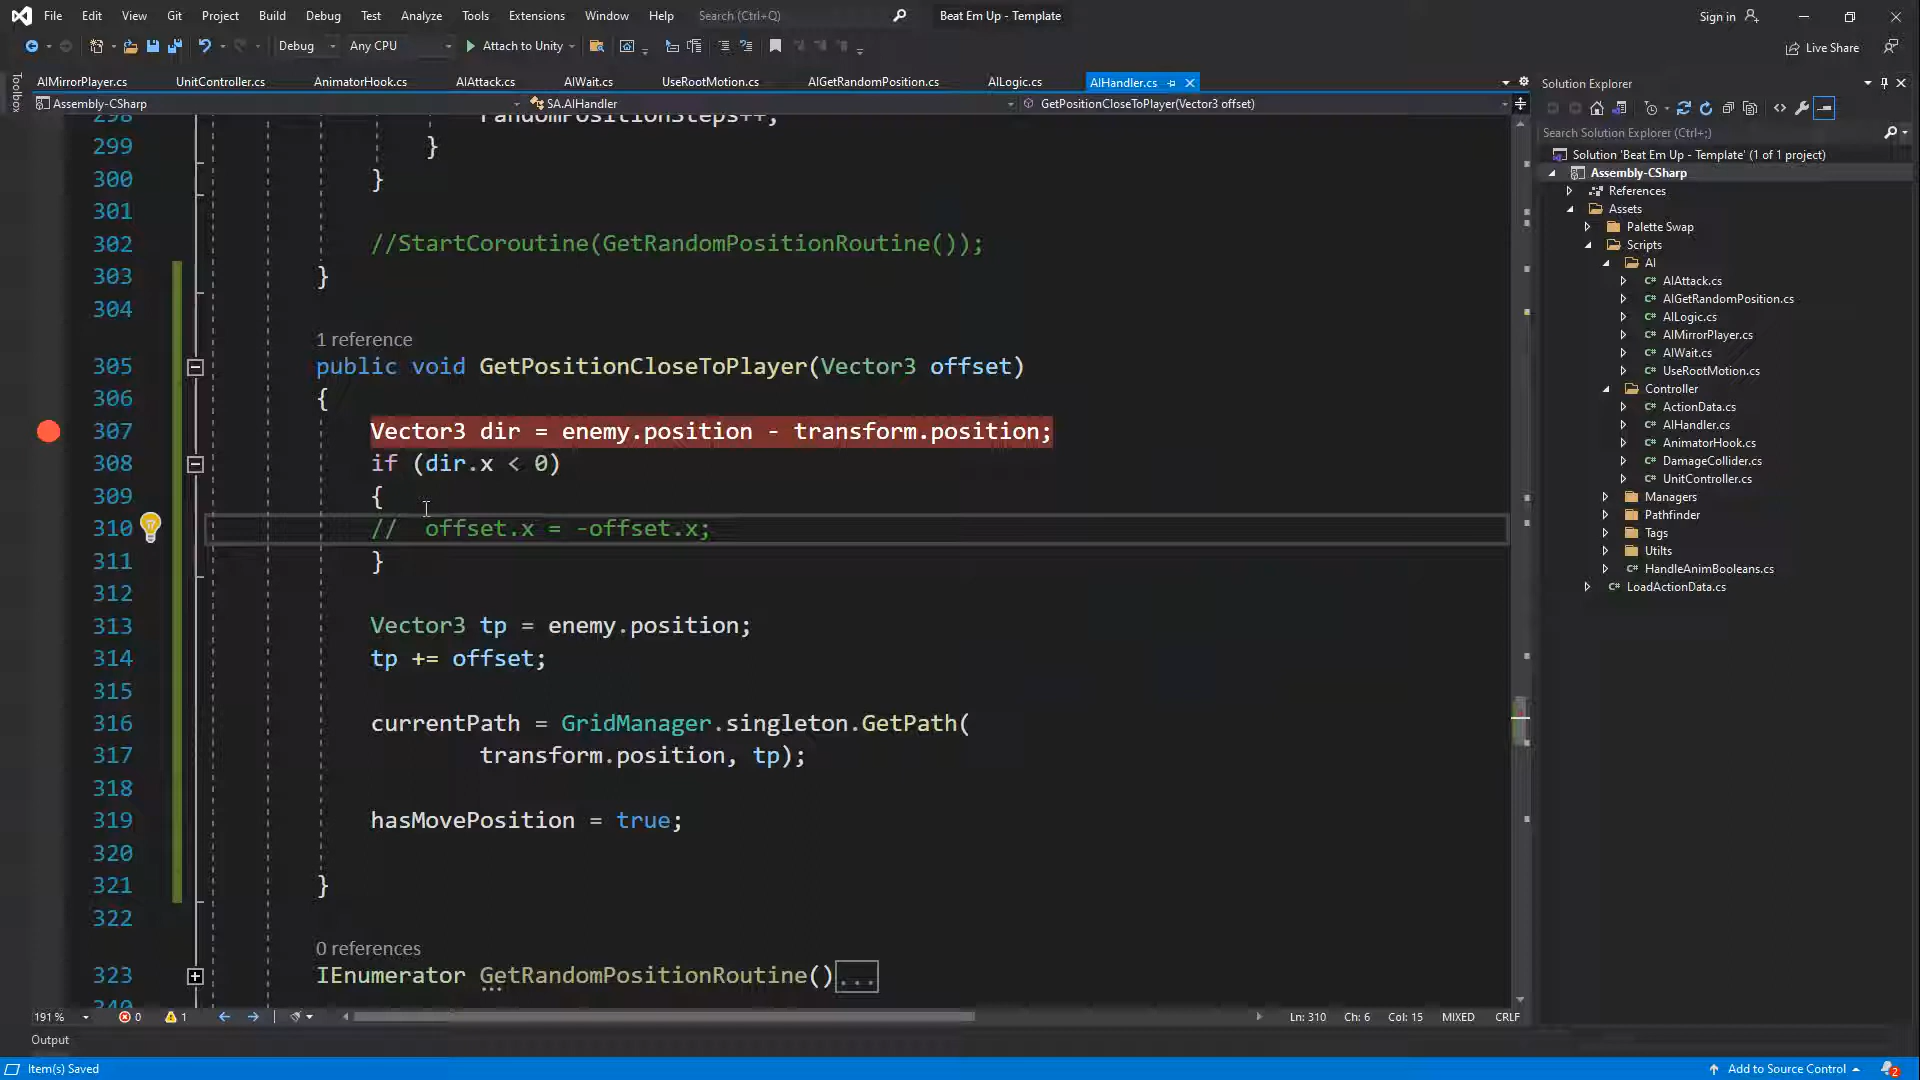 File Edit View Git Project Build Debug Test Analyze Tools Extensions Window Help Search (Ctrl+Q) Beat Em Up - Template Sign in
Debug Any CPU Attach to Unity Live Share
Toolbox
AIMirrorPlayer.cs UnitController.cs AnimatorHook.cs AIAttack.cs AIWait.cs UseRootMotion.cs AIGetRandomPosition.cs AILogic.cs AIHandler.cs
Assembly-CSharp SA.AIHandler GetPositionCloseToPlayer(Vector3 offset)
298 randomPositionSteps++;
299 }
300 }
301
302 //StartCoroutine(GetRandomPositionRoutine());
303 }
304
1 reference
305 public void GetPositionCloseToPlayer(Vector3 offset)
306 {
307 Vector3 dir = enemy.position - transform.position;
308 if (dir.x < 0)
309 {
310 // offset.x = -offset.x;
311 }
312
313 Vector3 tp = enemy.position;
314 tp += offset;
315
316 currentPath = GridManager.singleton.GetPath(
317 transform.position, tp);
318
319 hasMovePosition = true;
320
321 }
322
0 references
323 IEnumerator GetRandomPositionRoutine()...
340
191 % 0 1 Ln: 310 Ch: 6 Col: 15 MIXED CRLF
Output
Item(s) Saved Add to Source Control 2
Solution Explorer
Search Solution Explorer (Ctrl+;)
Solution 'Beat Em Up - Template' (1 of 1 project)
Assembly-CSharp
References
Assets
Palette Swap
Scripts
AI
C# AIAttack.cs
C# AIGetRandomPosition.cs
C# AILogic.cs
C# AIMirrorPlayer.cs
C# AIWait.cs
C# UseRootMotion.cs
Controller
C# ActionData.cs
C# AIHandler.cs
C# AnimatorHook.cs
C# DamageCollider.cs
C# UnitController.cs
Managers
Pathfinder
Tags
Utilts
C# HandleAnimBooleans.cs
C# LoadActionData.cs